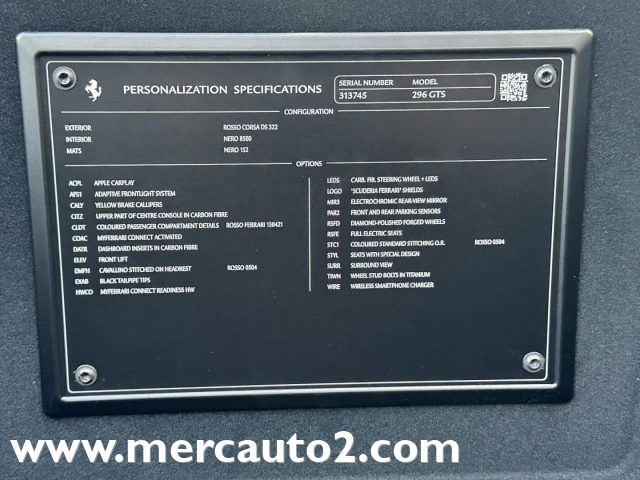 PERSONALIZATION SPECIFICATIONS
SERIAL NUMBER MODEL
313745 296 GTS
CONFIGURATION
EXTERIOR ROSSO CORSA DS 322
INTERIOR NERO 8500
MATS NERO 152
OPTIONS
ACPL APPLE CARPLAY
AFS1 ADAPTIVE FRONTLIGHT SYSTEM
CALY YELLOW BRAKE CALLIPERS
CITZ UPPER PART OF CENTRE CONSOLE IN CARBON FIBRE
CLDT COLOURED PASSENGER COMPARTMENT DETAILS ROSSO FERRARI 130421
COAC MYFERRARI CONNECT ACTIVATED
DATR DASHBOARD INSERTS IN CARBON FIBRE
ELEV FRONT LIFT
EMPH CAVALLINO STITCHED ON HEADREST ROSSO 0504
EXAB BLACK TAILPIPE TIPS
HWCO MYFERRARI CONNECT READINESS HW
LEDS CARB. FIB. STEERING WHEEL + LEDS
LOGO 'SCUDERIA FERRARI' SHIELDS
MIR3 ELECTROCHROMIC REAR-VIEW MIRROR
PAR2 FRONT AND REAR PARKING SENSORS
RSFD DIAMOND-POLISHED FORGED WHEELS
RSFE FULL ELECTRIC SEATS
STC1 COLOURED STANDARD STITCHING O.R. ROSSO 0504
STYL SEATS WITH SPECIAL DESIGN
SURR SURROUND VIEW
TIWN WHEEL STUD BOLTS IN TITANIUM
WIRE WIRELESS SMARTPHONE CHARGER
www.mercauto2.com